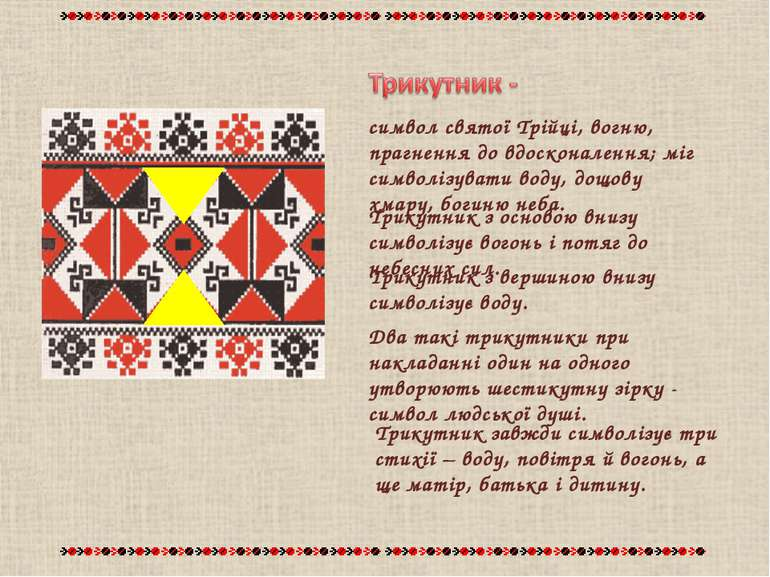 Трикутник -
символ святої Трійці, вогню,
прагнення до вдосконалення; міг
символізувати воду, дощову
хмару, богиню неба.
Трикутник з основою внизу
символізує вогонь і потяг до
небесних сил.
Трикутник з вершиною внизу
символізує воду.
Два такі трикутники при
накладанні один на одного
утворюють шестикутну зірку -
символ людської душі.
Трикутник завжди символізує три
стихії – воду, повітря й вогонь, а
ще матір, батька і дитину.